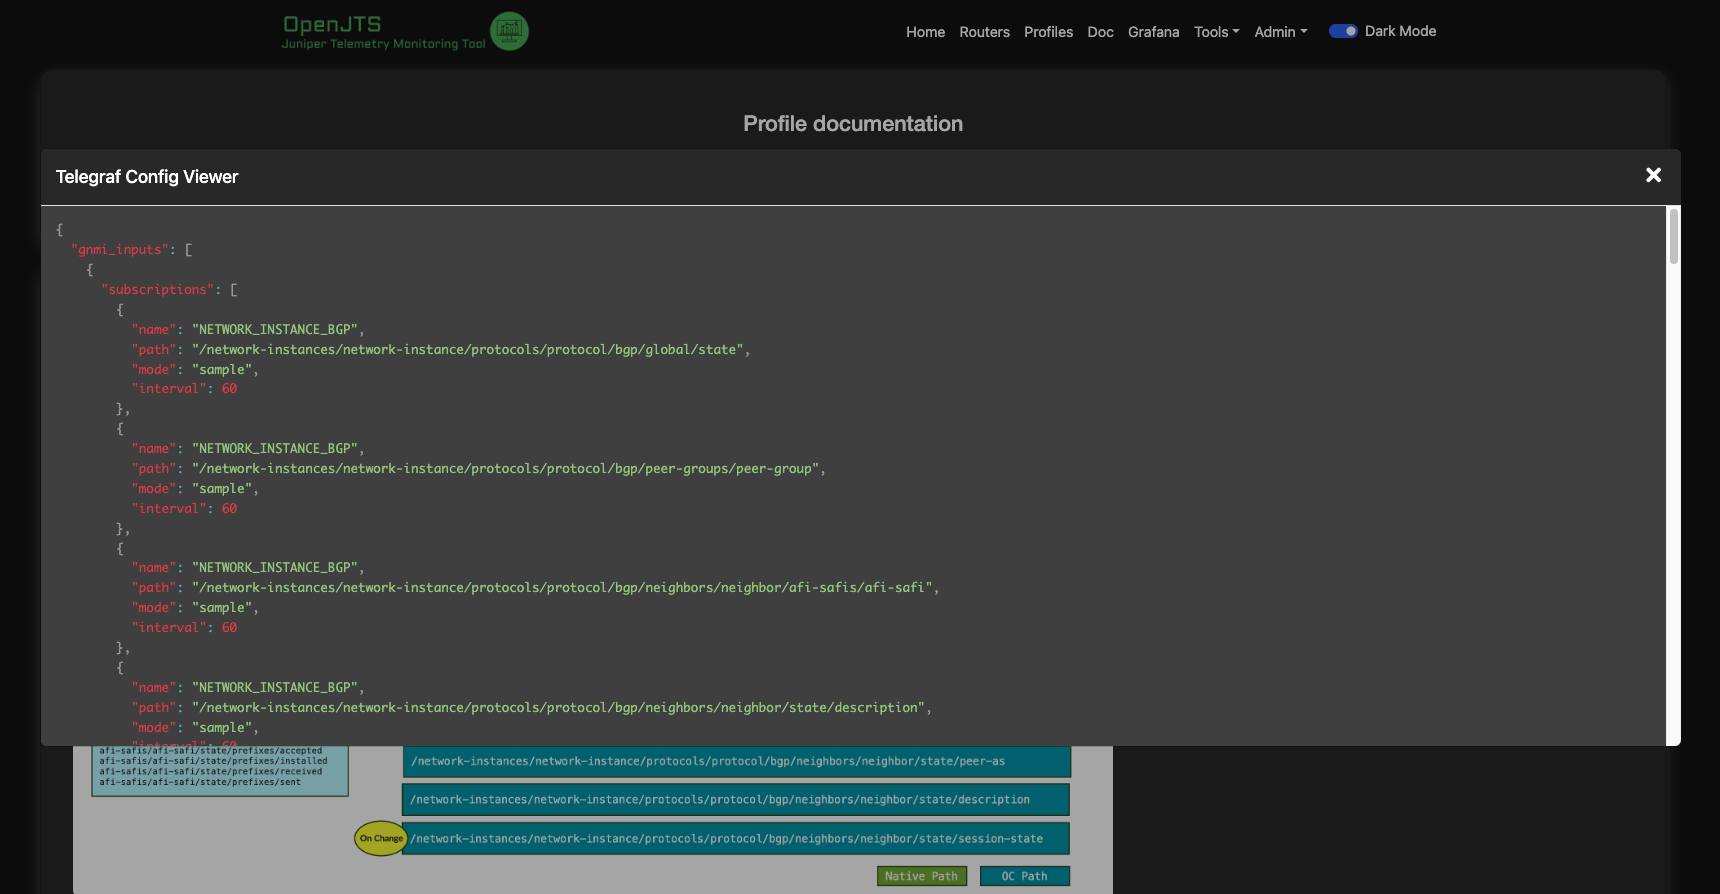 OpenJTS
Juniper Telemetry Monitoring Tool
Home Routers Profiles Doc Grafana Tools Admin Dark Mode
Profile documentation
Telegraf Config Viewer
{
"gnmi_inputs": [
{
"subscriptions": [
{
"name": "NETWORK_INSTANCE_BGP",
"path": "/network-instances/network-instance/protocols/protocol/bgp/global/state",
"mode": "sample",
"interval": 60
},
{
"name": "NETWORK_INSTANCE_BGP",
"path": "/network-instances/network-instance/protocols/protocol/bgp/peer-groups/peer-group",
"mode": "sample",
"interval": 60
},
{
"name": "NETWORK_INSTANCE_BGP",
"path": "/network-instances/network-instance/protocols/protocol/bgp/neighbors/neighbor/afi-safis/afi-safi",
"mode": "sample",
"interval": 60
},
{
"name": "NETWORK_INSTANCE_BGP",
"path": "/network-instances/network-instance/protocols/protocol/bgp/neighbors/neighbor/state/description",
"mode": "sample",
"interval": 60
afi-safis/afi-safi/state/prefixes/accepted
afi-safis/afi-safi/state/prefixes/installed
afi-safis/afi-safi/state/prefixes/received
afi-safis/afi-safi/state/prefixes/sent
/network-instances/network-instance/protocols/protocol/bgp/neighbors/neighbor/state/peer-as
/network-instances/network-instance/protocols/protocol/bgp/neighbors/neighbor/state/description
On Change
/network-instances/network-instance/protocols/protocol/bgp/neighbors/neighbor/state/session-state
Native Path
OC Path